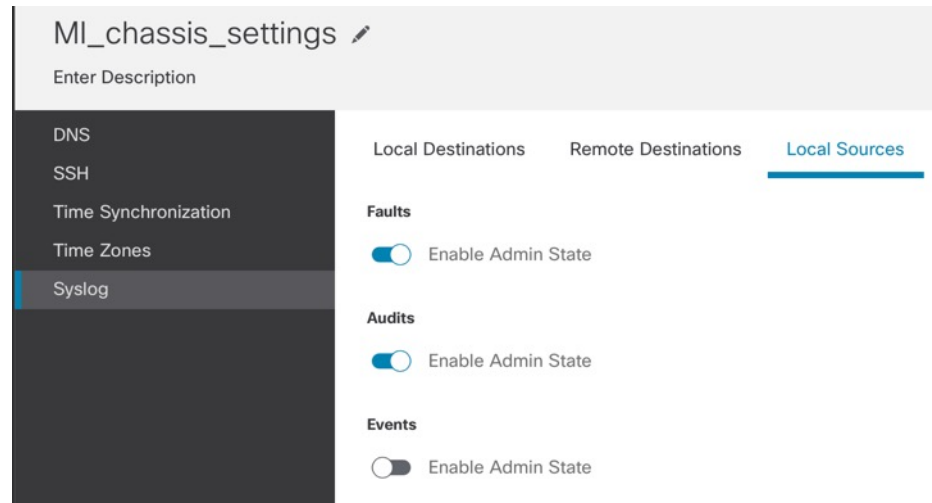 MI_chassis_settings
Enter Description
DNS
SSH
Time Synchronization
Time Zones
Syslog
Local Destinations Remote Destinations Local Sources
Faults
Enable Admin State
Audits
Enable Admin State
Events
Enable Admin State